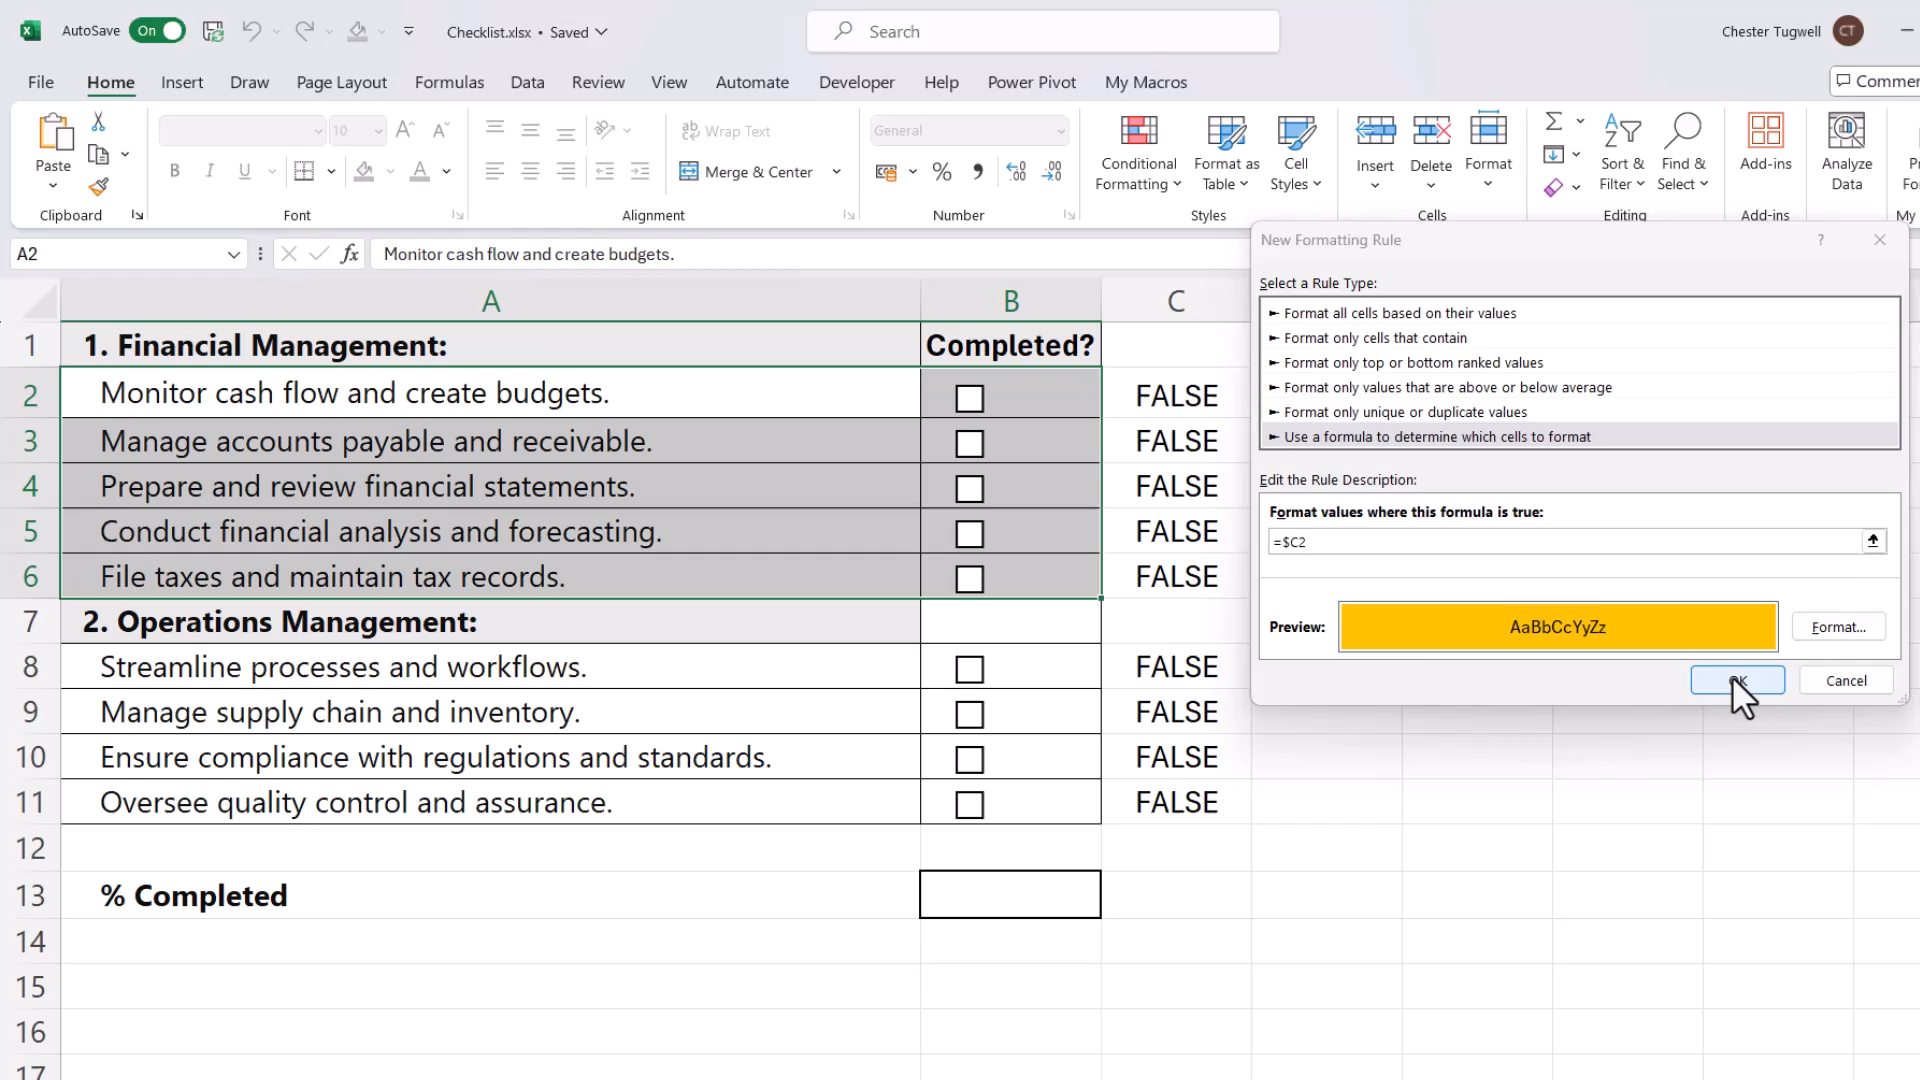 AutoSave On Checklist.xlsx • Saved Search Chester Tugwell CT
File Home Insert Draw Page Layout Formulas Data Review View Automate Developer Help Power Pivot My Macros
10 General
Paste ab Wrap Text Conditional Formatting Format as Table Cell Styles Insert Delete Format Sort & Filter Find & Select Add-ins Analyze Data
B I U A Merge & Center % 9 .00
Clipboard Font Alignment Number Styles Cells Editing Add-ins My
A2 fx Monitor cash flow and create budgets.
A B C
1 1. Financial Management: Completed?
2 Monitor cash flow and create budgets. FALSE
3 Manage accounts payable and receivable. FALSE
4 Prepare and review financial statements. FALSE
5 Conduct financial analysis and forecasting. FALSE
6 File taxes and maintain tax records. FALSE
7 2. Operations Management:
8 Streamline processes and workflows. FALSE
9 Manage supply chain and inventory. FALSE
10 Ensure compliance with regulations and standards. FALSE
11 Oversee quality control and assurance. FALSE
12
13 % Completed
14
15
16
17
New Formatting Rule ?
Select a Rule Type:
► Format all cells based on their values
► Format only cells that contain
► Format only top or bottom ranked values
► Format only values that are above or below average
► Format only unique or duplicate values
► Use a formula to determine which cells to format
Edit the Rule Description:
Format values where this formula is true:
=$C2
Preview: AaBbCcYyZz Format...
OK Cancel